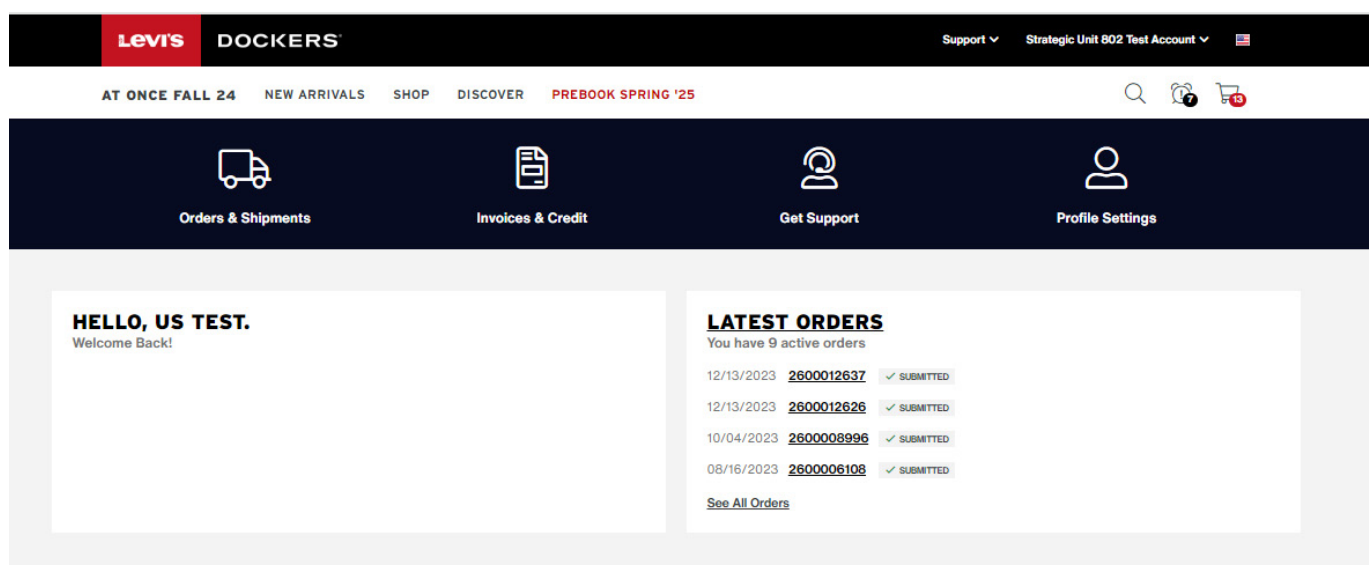 Levi's DOCKERS Support Strategic Unit 802 Test Account
AT ONCE FALL 24 NEW ARRIVALS SHOP DISCOVER PREBOOK SPRING '25 7 13
Orders & Shipments Invoices & Credit Get Support Profile Settings
HELLO, US TEST.
Welcome Back!
LATEST ORDERS
You have 9 active orders
12/13/2023 2600012637 SUBMITTED
12/13/2023 2600012626 SUBMITTED
10/04/2023 2600008996 SUBMITTED
08/16/2023 2600006108 SUBMITTED
See All Orders